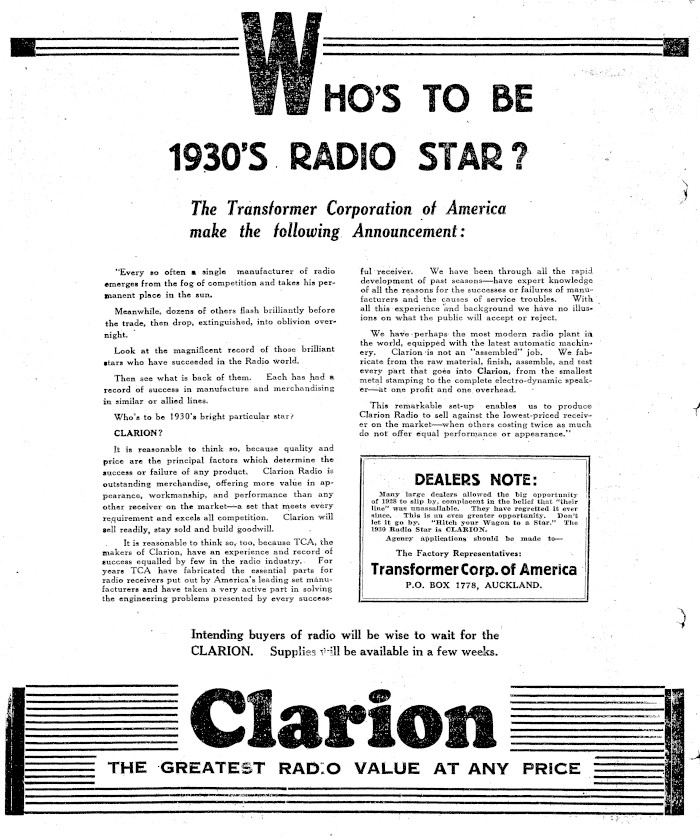 WHO'S TO BE
1930'S RADIO STAR?
The Transformer Corporation of America
make the following Announcement:
"Every so often a single manufacturer of radio
emerges from the fog of competition and takes his per-
manent place in the sun.
Meanwhile, dozens of others flash brilliantly before
the trade, then drop, extinguished, into oblivion over-
night.
Look at the magnificent record of those brilliant
stars who have succeeded in the Radio world.
Then see what is back of them. Each has had a
record of success in manufacture and merchandising
in similar or allied lines.
Who's to be 1930's bright particular star?
CLARION?
It is reasonable to think so, because quality and
price are the principal factors which determine the
success or failure of any product. Clarion Radio is
outstanding merchandise, offering more value in ap-
pearance, workmanship, and performance than any
other receiver on the market—a set that meets every
requirement and excels all competition. Clarion will
sell readily, stay sold and build goodwill.
It is reasonable to think so, too, because TCA, the
makers of Clarion, have an experience and record of
success equalled by few in the radio industry. For
years TCA have fabricated the essential parts for
radio receivers put out by America's leading set manu-
facturers and have taken a very active part in solving
the engineering problems presented by every success-
ful receiver. We have been through all the rapid
development of past seasons—have expert knowledge
of all the reasons for the successes or failures of manu-
facturers and the causes of service troubles. With
all this experience and background we have no illus-
ions on what the public will accept or reject.
We have perhaps the most modern radio plant in
the world, equipped with the latest automatic machin-
ery. Clarion is not an "assembled" job. We fab-
ricate from the raw material, finish, assemble, and test
every part that goes into Clarion, from the smallest
metal stamping to the complete electro-dynamic speak-
er—at one profit and one overhead.
This remarkable set-up enables us to produce
Clarion Radio to sell against the lowest-priced receiv-
er on the market—when others costing twice as much
do not offer equal performance or appearance."
DEALERS NOTE:
Many large dealers allowed the big opportunity
of 1928 to slip by, complacent in the belief that "their
line" was unassailable. They have regretted it ever
since. This is an even greater opportunity. Don't
let it go by. "Hitch your Wagon to a Star." The
1930 Radio Star is CLARION.
Agency applications should be made to—
The Factory Representatives:
Transformer Corp. of America
P.O. BOX 1778, AUCKLAND.
Intending buyers of radio will be wise to wait for the
CLARION. Supplies will be available in a few weeks.
Clarion
THE GREATEST RADIO VALUE AT ANY PRICE